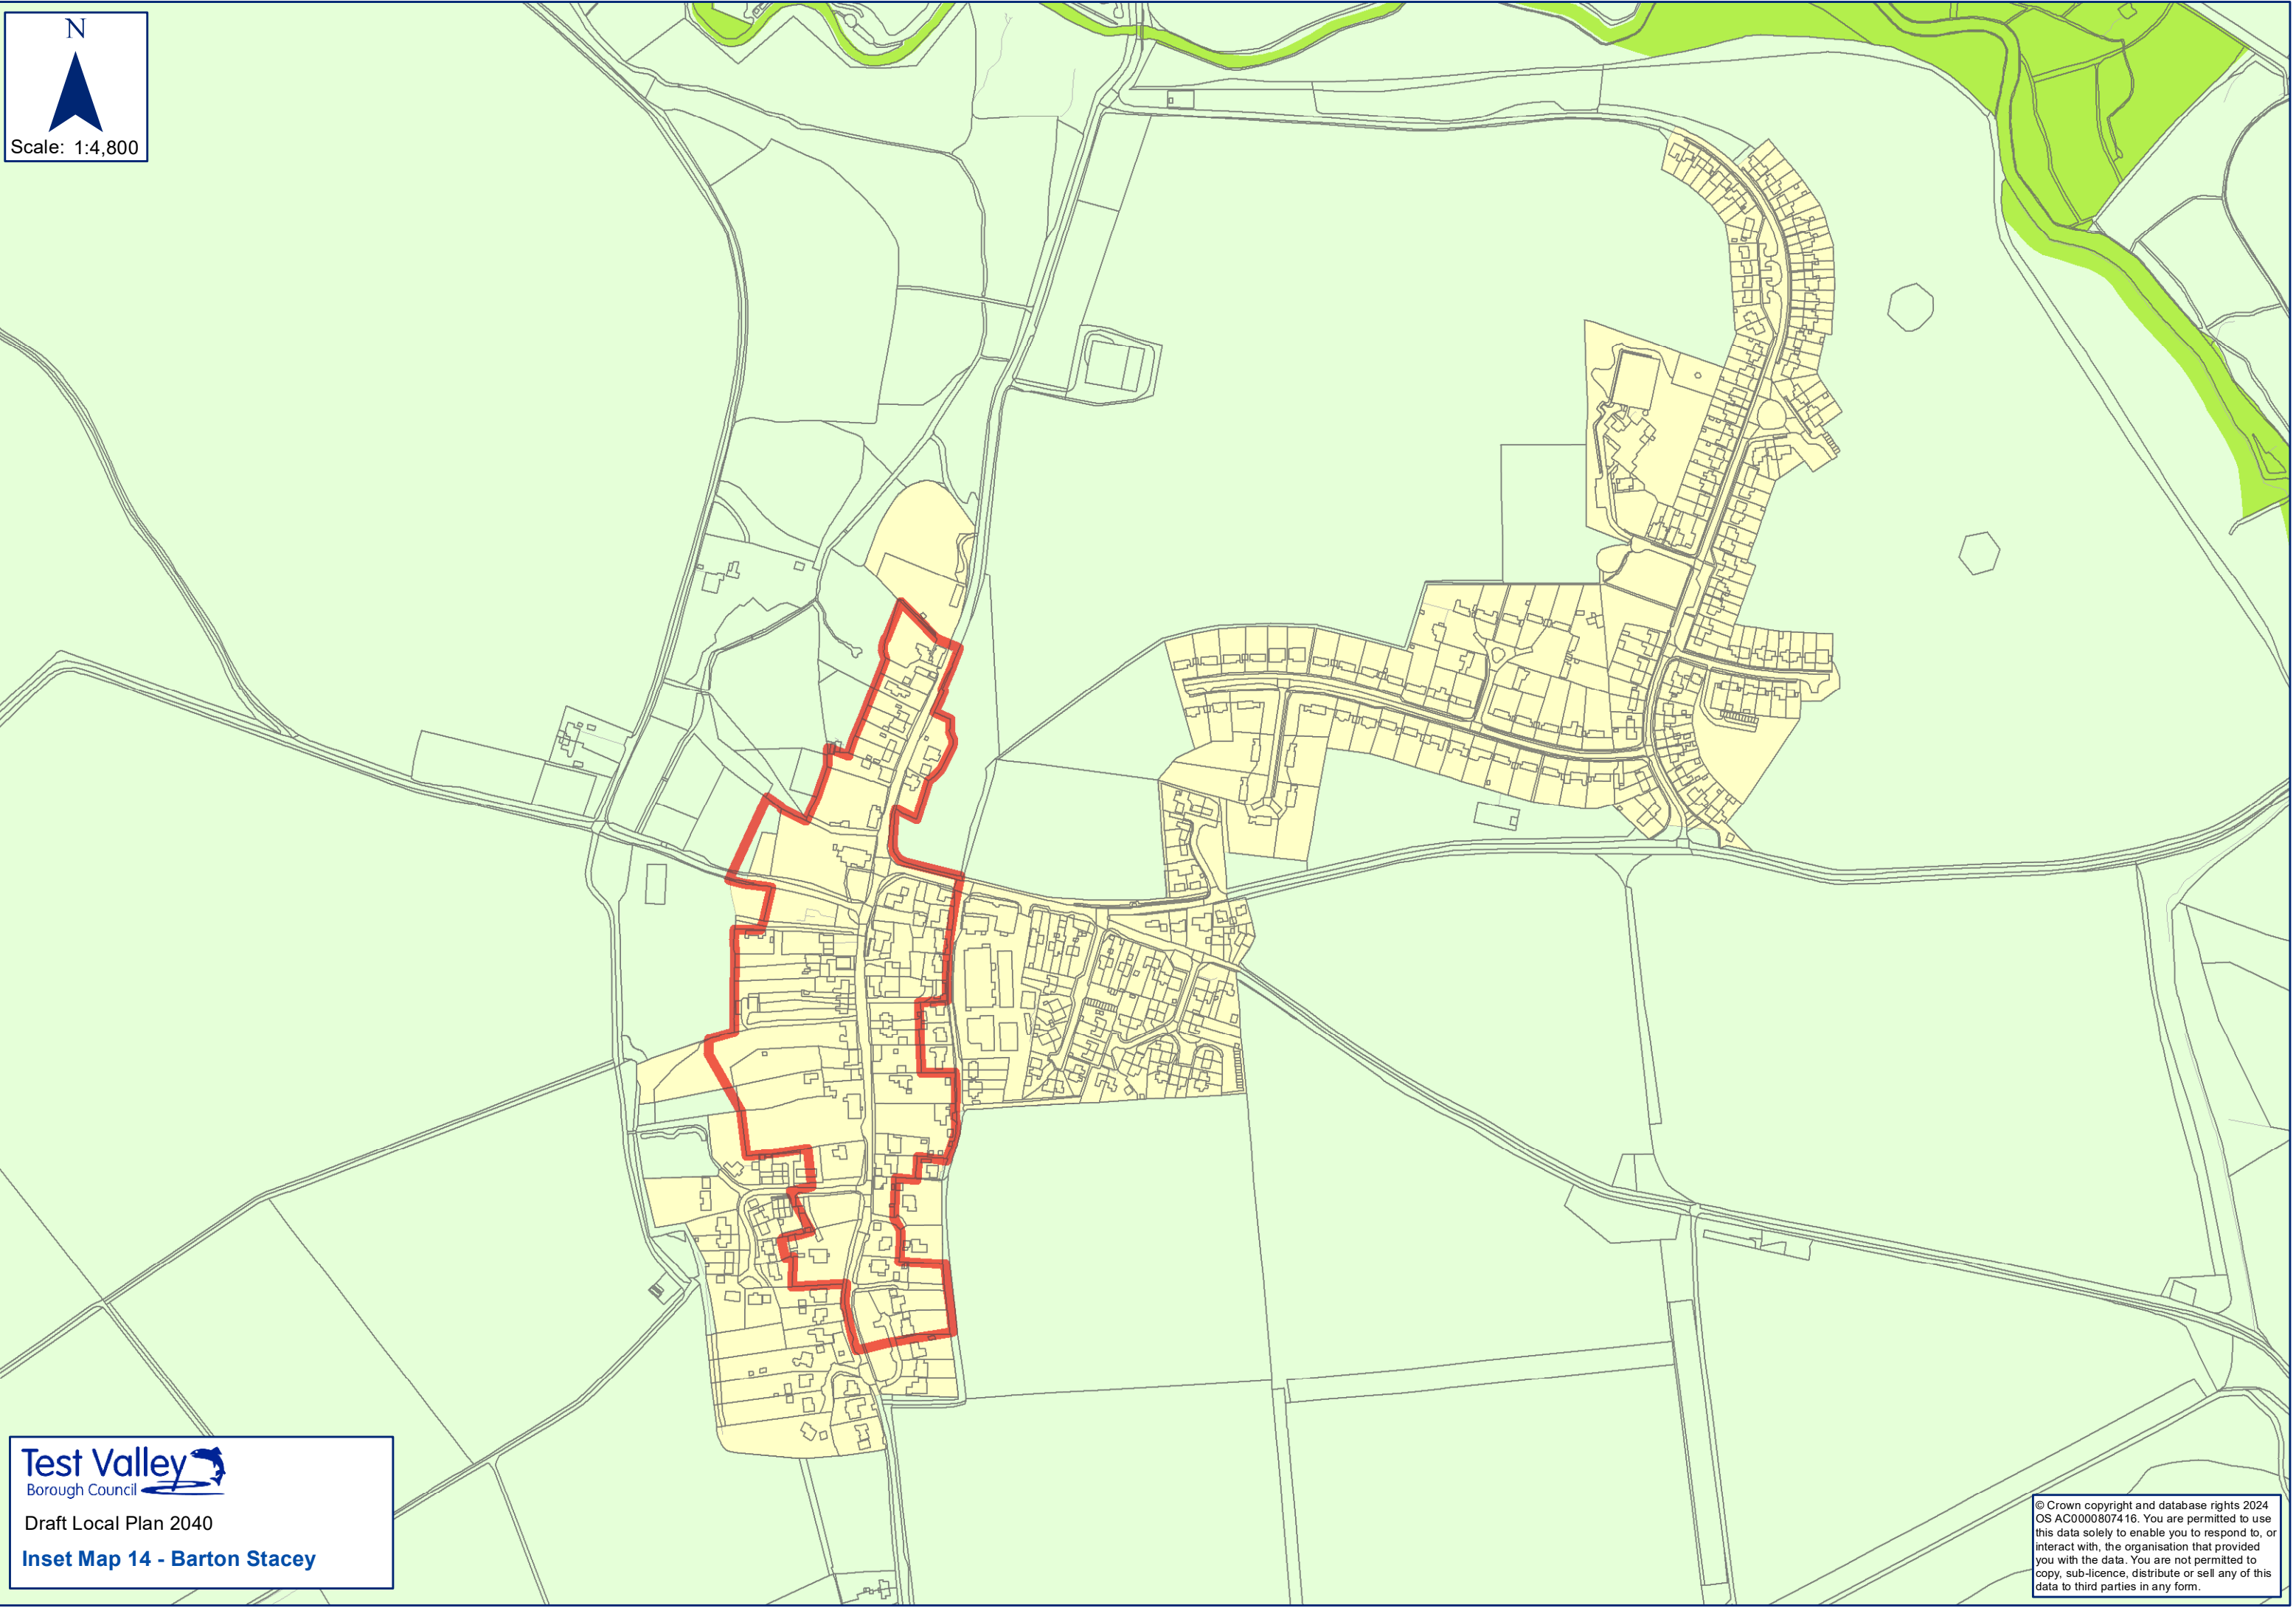 N
Scale: 1:4,800
Test Valley
Borough Council
Draft Local Plan 2040
Inset Map 14 - Barton Stacey
© Crown copyright and database rights 2024
OS AC0000807416. You are permitted to use
this data solely to enable you to respond to, or
interact with, the organisation that provided
you with the data. You are not permitted to
copy, sub-licence, distribute or sell any of this
data to third parties in any form.